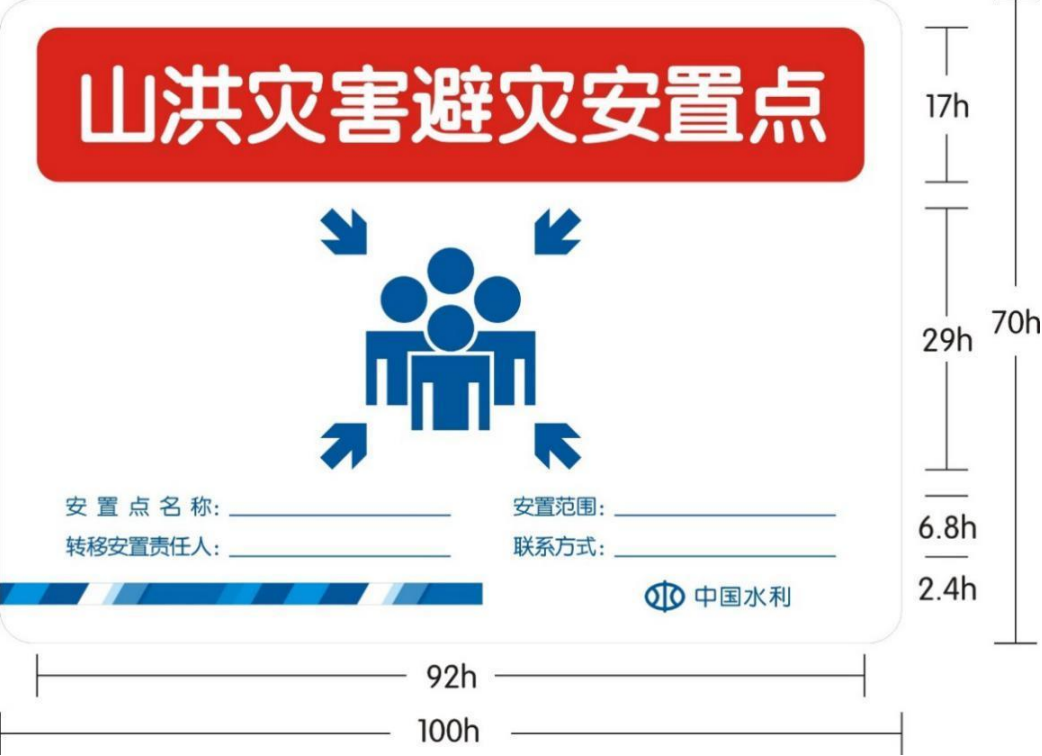 山洪灾害避灾安置点
安置点名称:
安置范围:
转移安置责任人:
联系方式:
中国水利
17h
29h
70h
6.8h
2.4h
92h
100h